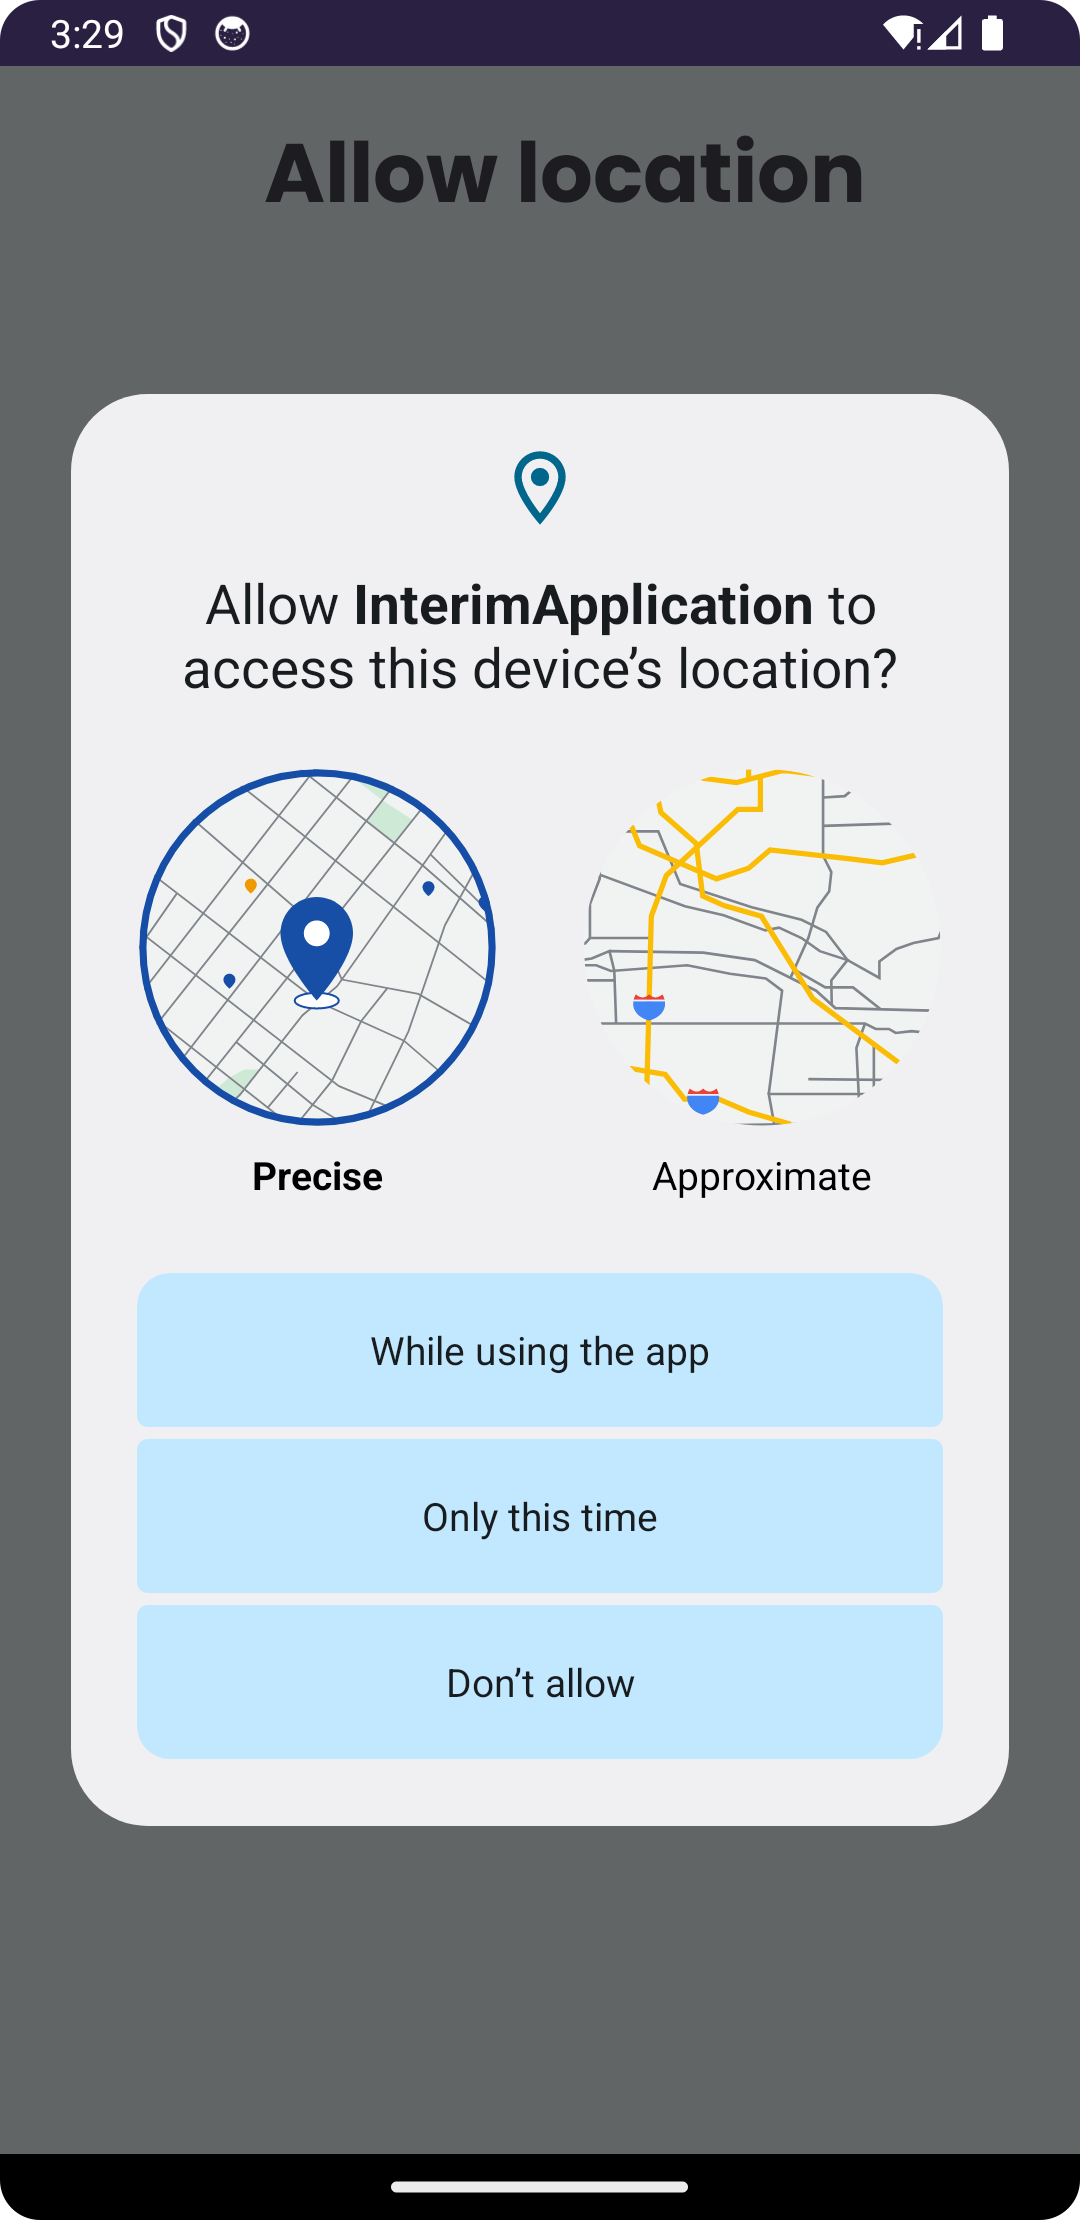 3:29
Allow location
Allow InterimApplication to
access this device’s location?
Precise
Approximate
While using the app
Only this time
Don’t allow